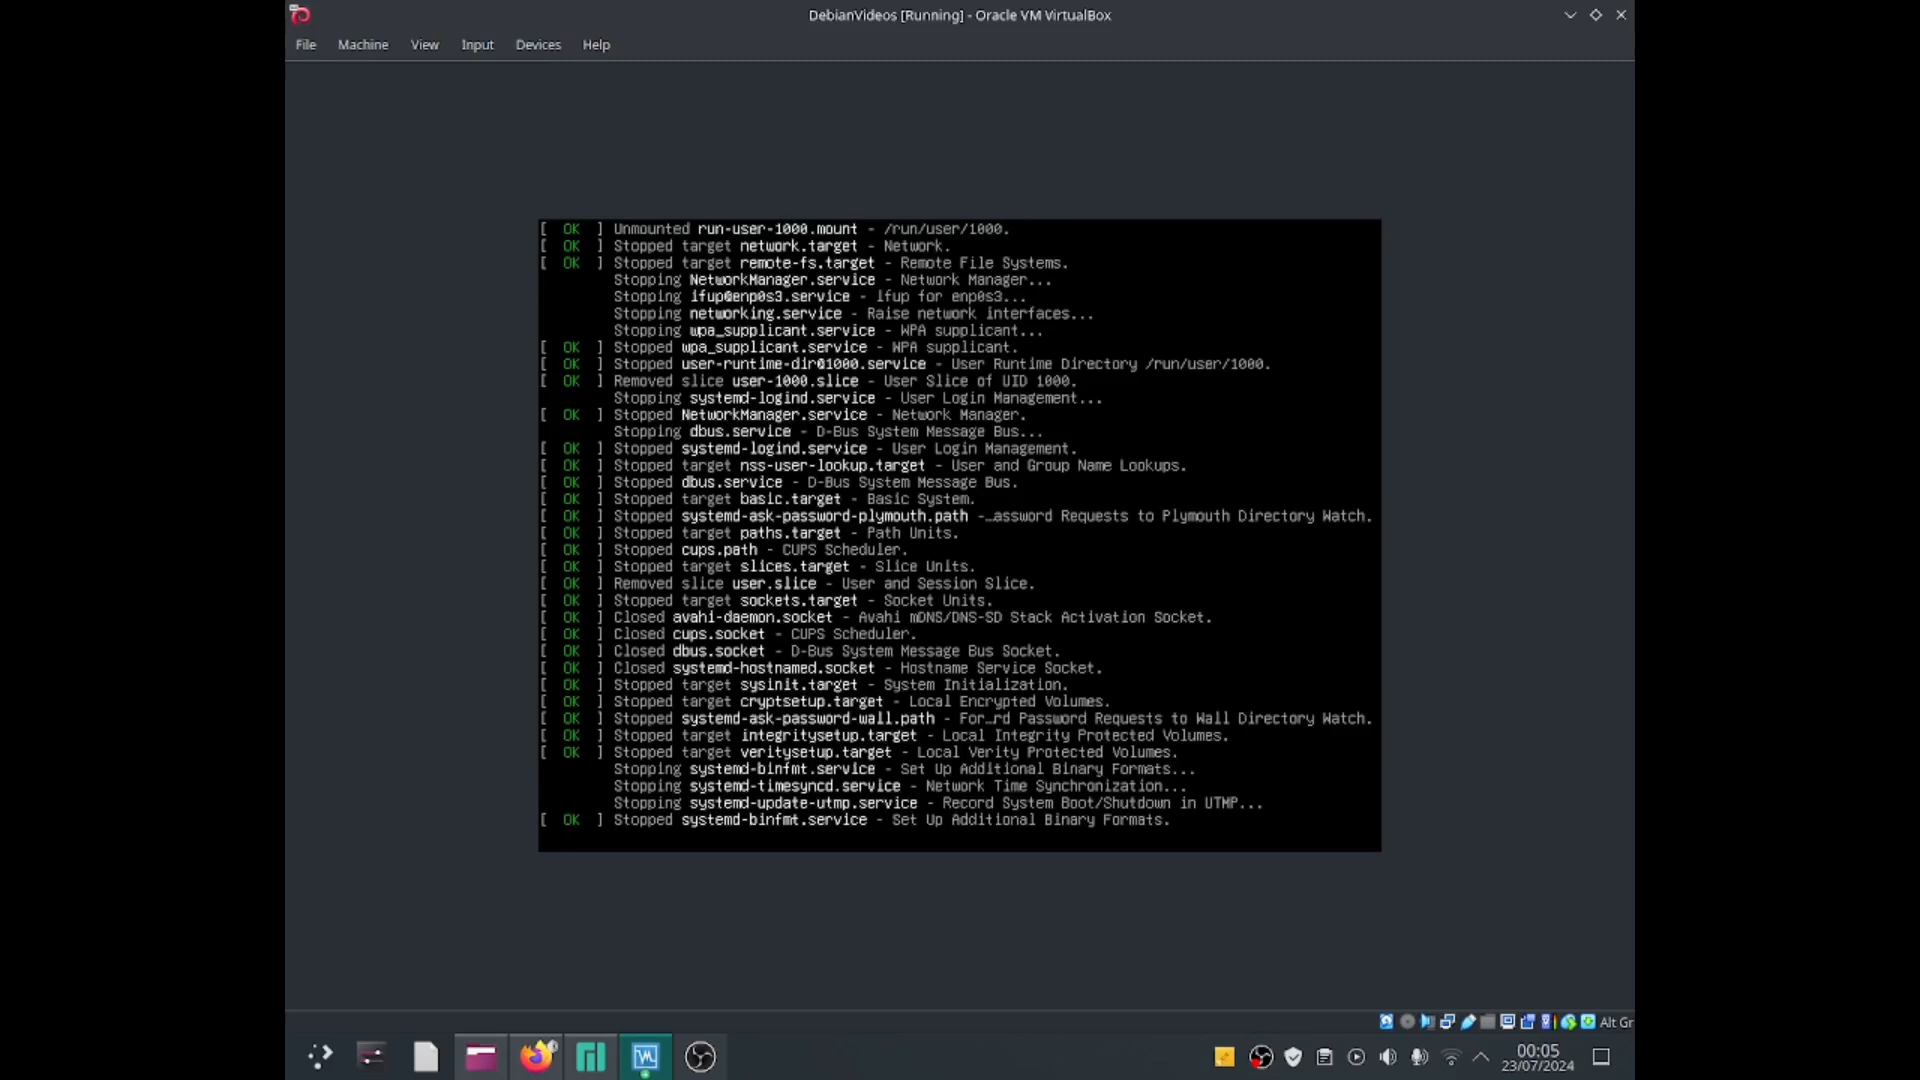 DebianVideos [Running] - Oracle VM VirtualBox
File Machine View Input Devices Help
[ OK ] Unmounted run-user-1000.mount - /run/user/1000.
[ OK ] Stopped target network.target - Network.
[ OK ] Stopped target remote-fs.target - Remote File Systems.
Stopping NetworkManager.service - Network Manager...
Stopping ifup@enp0s3.service - ifup for enp0s3...
Stopping networking.service - Raise network interfaces...
Stopping wpa_supplicant.service - WPA supplicant...
[ OK ] Stopped wpa_supplicant.service - WPA supplicant.
[ OK ] Stopped user-runtime-dir@1000.service - User Runtime Directory /run/user/1000.
[ OK ] Removed slice user-1000.slice - User Slice of UID 1000.
Stopping systemd-logind.service - User Login Management...
[ OK ] Stopped NetworkManager.service - Network Manager.
Stopping dbus.service - D-Bus System Message Bus...
[ OK ] Stopped systemd-logind.service - User Login Management.
[ OK ] Stopped target nss-user-lookup.target - User and Group Name Lookups.
[ OK ] Stopped dbus.service - D-Bus System Message Bus.
[ OK ] Stopped target basic.target - Basic System.
[ OK ] Stopped systemd-ask-password-plymouth.path -…assword Requests to Plymouth Directory Watch.
[ OK ] Stopped target paths.target - Path Units.
[ OK ] Stopped cups.path - CUPS Scheduler.
[ OK ] Stopped target slices.target - Slice Units.
[ OK ] Removed slice user.slice - User and Session Slice.
[ OK ] Stopped target sockets.target - Socket Units.
[ OK ] Closed avahi-daemon.socket - Avahi mDNS/DNS-SD Stack Activation Socket.
[ OK ] Closed cups.socket - CUPS Scheduler.
[ OK ] Closed dbus.socket - D-Bus System Message Bus Socket.
[ OK ] Closed systemd-hostnamed.socket - Hostname Service Socket.
[ OK ] Stopped target sysinit.target - System Initialization.
[ OK ] Stopped target cryptsetup.target - Local Encrypted Volumes.
[ OK ] Stopped systemd-ask-password-wall.path - For…rd Password Requests to Wall Directory Watch.
[ OK ] Stopped target integritysetup.target - Local Integrity Protected Volumes.
[ OK ] Stopped target veritysetup.target - Local Verity Protected Volumes.
Stopping systemd-binfmt.service - Set Up Additional Binary Formats...
Stopping systemd-timesyncd.service - Network Time Synchronization...
Stopping systemd-update-utmp.service - Record System Boot/Shutdown in UTMP...
[ OK ] Stopped systemd-binfmt.service - Set Up Additional Binary Formats.
Alt Gr
00:05
23/07/2024